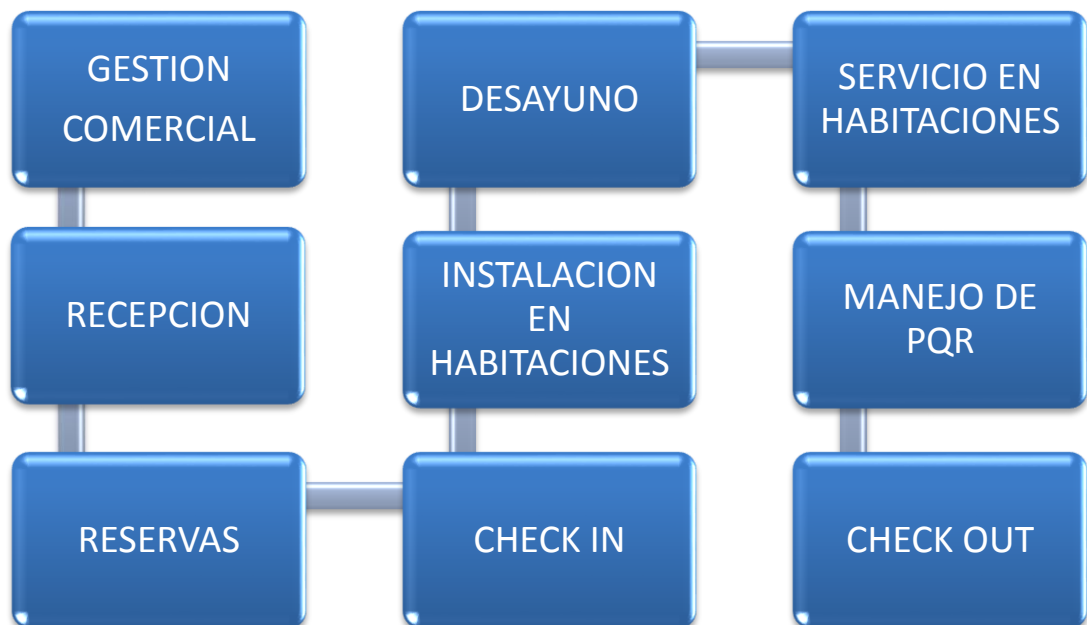 GESTION
COMERCIAL
RECEPCION
RESERVAS
CHECK IN
INSTALACION
EN
HABITACIONES
DESAYUNO
SERVICIO EN
HABITACIONES
MANEJO DE
PQR
CHECK OUT